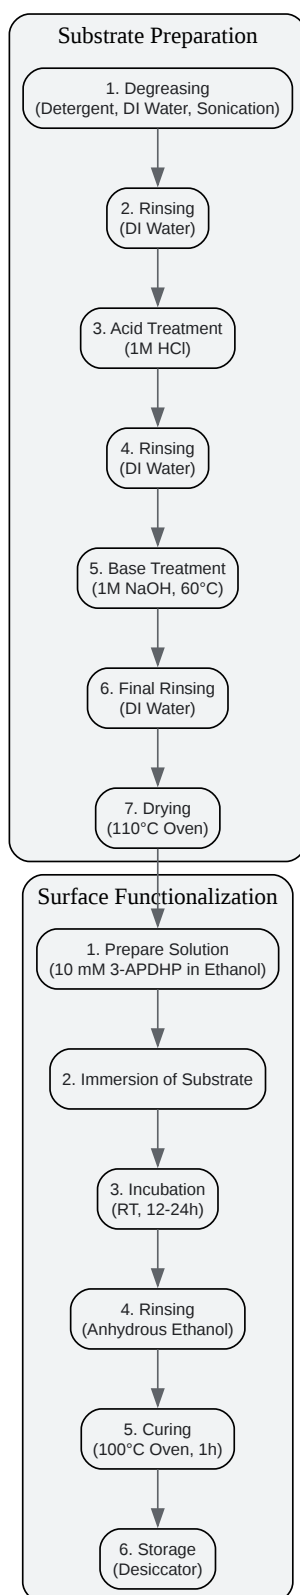 Substrate Preparation
1. Degreasing
(Detergent, DI Water, Sonication)
2. Rinsing
(DI Water)
3. Acid Treatment
(1M HCl)
4. Rinsing
(DI Water)
5. Base Treatment
(1M NaOH, 60°C)
6. Final Rinsing
(DI Water)
7. Drying
(110°C Oven)
Surface Functionalization
1. Prepare Solution
(10 mM 3-APDHP in Ethanol)
2. Immersion of Substrate
3. Incubation
(RT, 12-24h)
4. Rinsing
(Anhydrous Ethanol)
5. Curing
(100°C Oven, 1h)
6. Storage
(Desiccator)